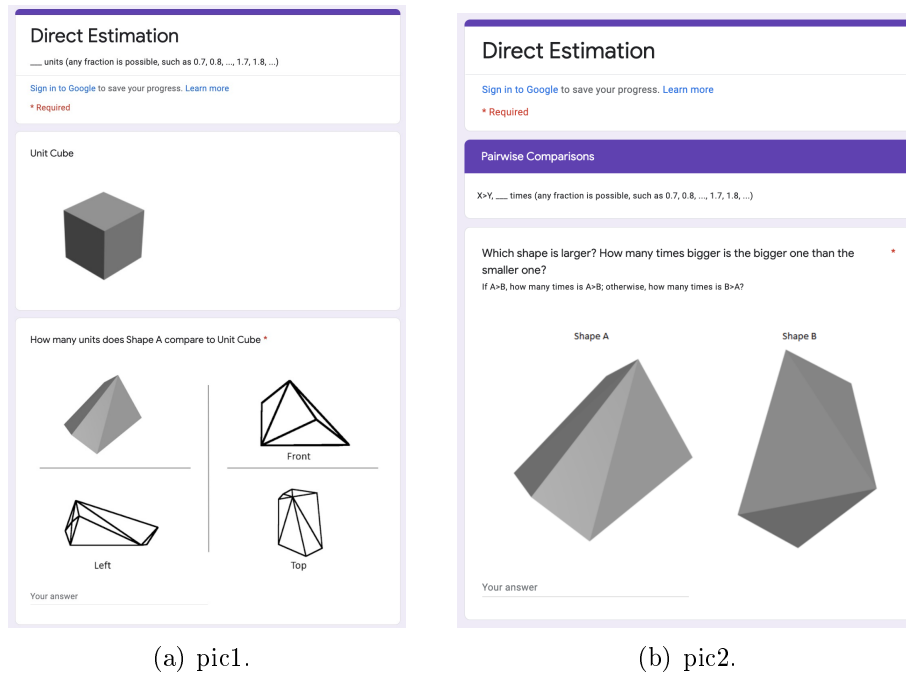 Direct Estimation
___ units (any fraction is possible, such as 0.7, 0.8, ..., 1.7, 1.8, ...)
Sign in to Google to save your progress. Learn more
* Required
Unit Cube
How many units does Shape A compare to Unit Cube *
Front
Left
Top
Your answer
(a) pic1.
Direct Estimation
Sign in to Google to save your progress. Learn more
* Required
Pairwise Comparisons
X>Y, ___ times (any fraction is possible, such as 0.7, 0.8, ..., 1.7, 1.8, ...)
Which shape is larger? How many times bigger is the bigger one than the *
smaller one?
If A>B, how many times is A>B; otherwise, how many times is B>A?
Shape A
Shape B
Your answer
(b) pic2.